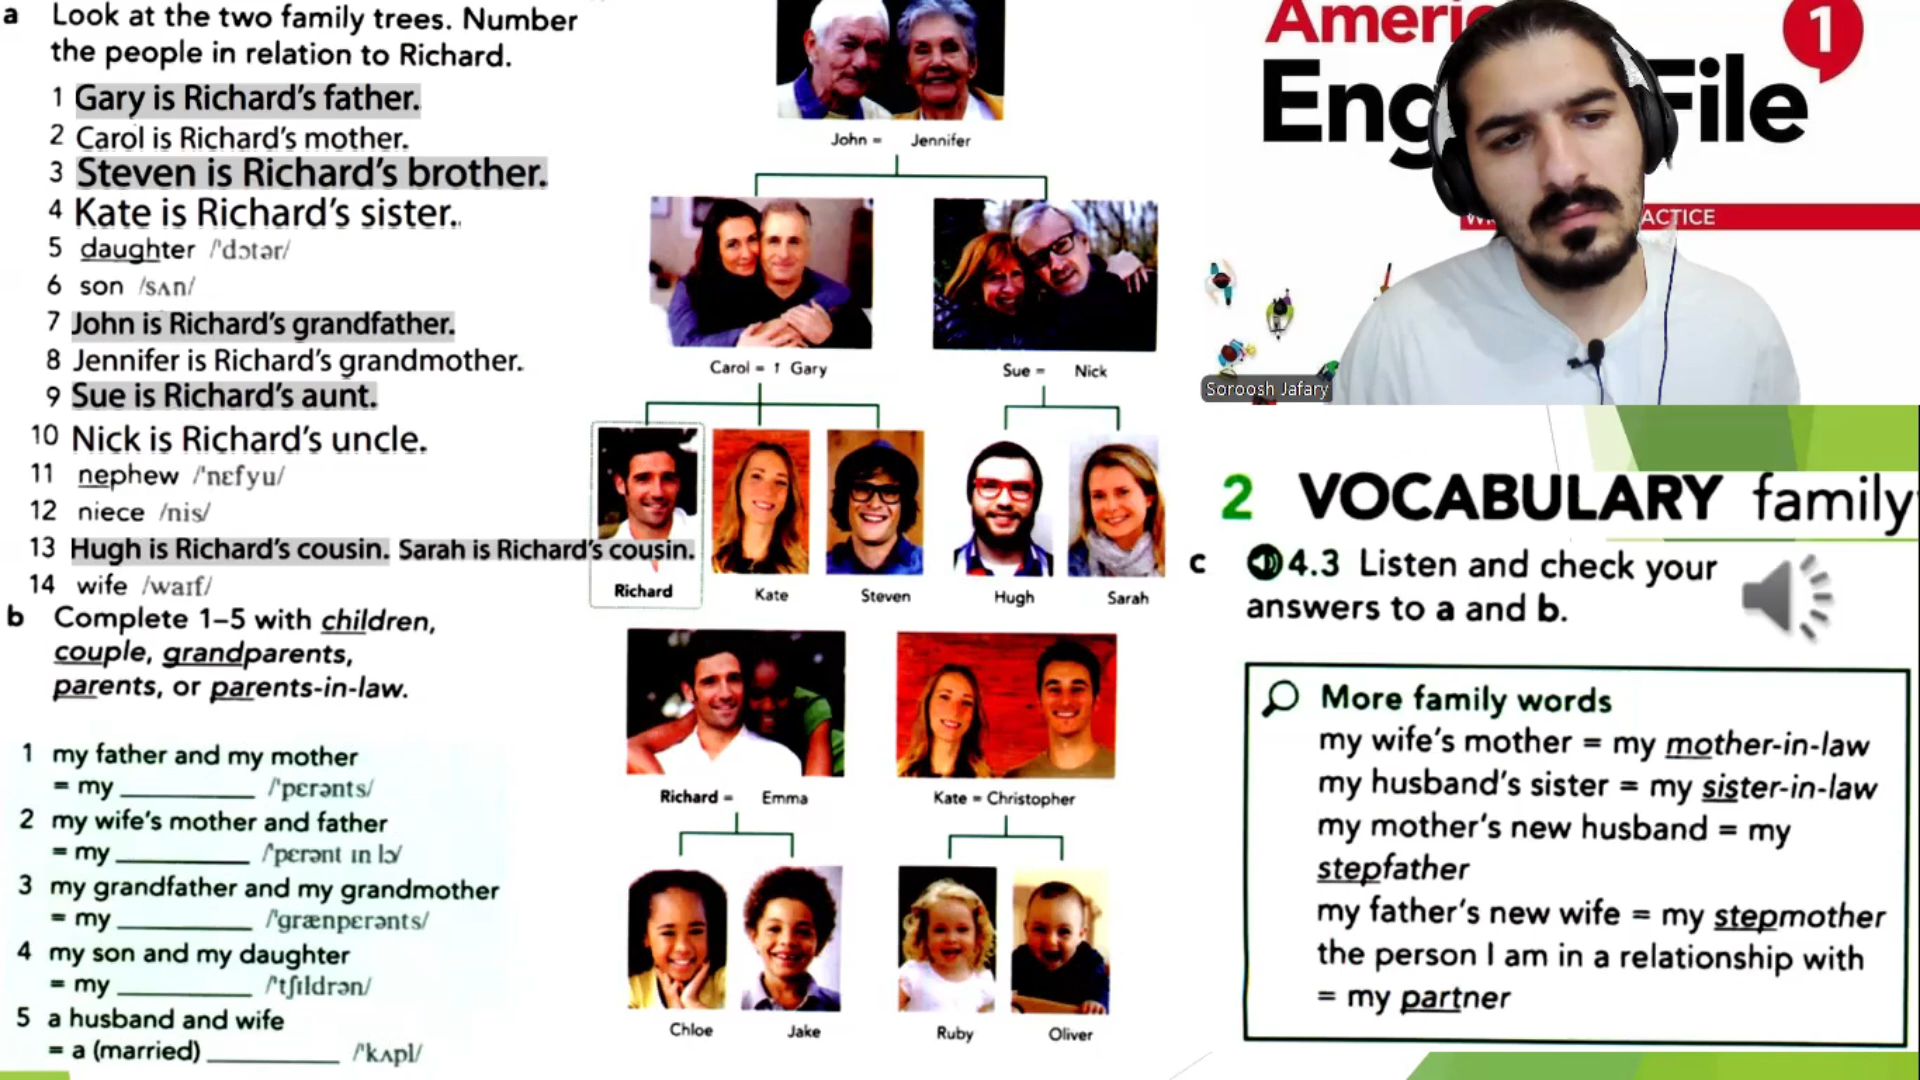 a Look at the two family trees. Number
the people in relation to Richard.
1 Gary is Richard's father.
2 Carol is Richard's mother.
3 Steven is Richard's brother.
4 Kate is Richard's sister..
5 daughter /ˈdɔtər/
6 son /sʌn/
7 John is Richard's grandfather.
8 Jennifer is Richard's grandmother.
9 Sue is Richard's aunt.
10 Nick is Richard's uncle.
11 nephew /ˈnɛfyu/
12 niece /nis/
13 Hugh is Richard's cousin. Sarah is Richard's cousin.
14 wife /waɪf/
b Complete 1–5 with children,
couple, grandparents,
parents, or parents-in-law.
1 my father and my mother
= my ________ /ˈpɛrənts/
2 my wife's mother and father
= my ________ /ˈpɛrənt ɪn lɔ/
3 my grandfather and my grandmother
= my ________ /ˈgrænpɛrənts/
4 my son and my daughter
= my ________ /ˈtʃɪldrən/
5 a husband and wife
= a (married) ________ /ˈkʌpl/
John = Jennifer
Carol = 1 Gary
Sue = Nick
Richard
Kate
Steven
Hugh
Sarah
Richard = Emma
Kate = Christopher
Chloe
Jake
Ruby
Oliver
1
Eng File
ACTICE
Soroosh Jafary
2 VOCABULARY family
c 4.3 Listen and check your
answers to a and b.
More family words
my wife's mother = my mother-in-law
my husband's sister = my sister-in-law
my mother's new husband = my
stepfather
my father's new wife = my stepmother
the person I am in a relationship with
= my partner